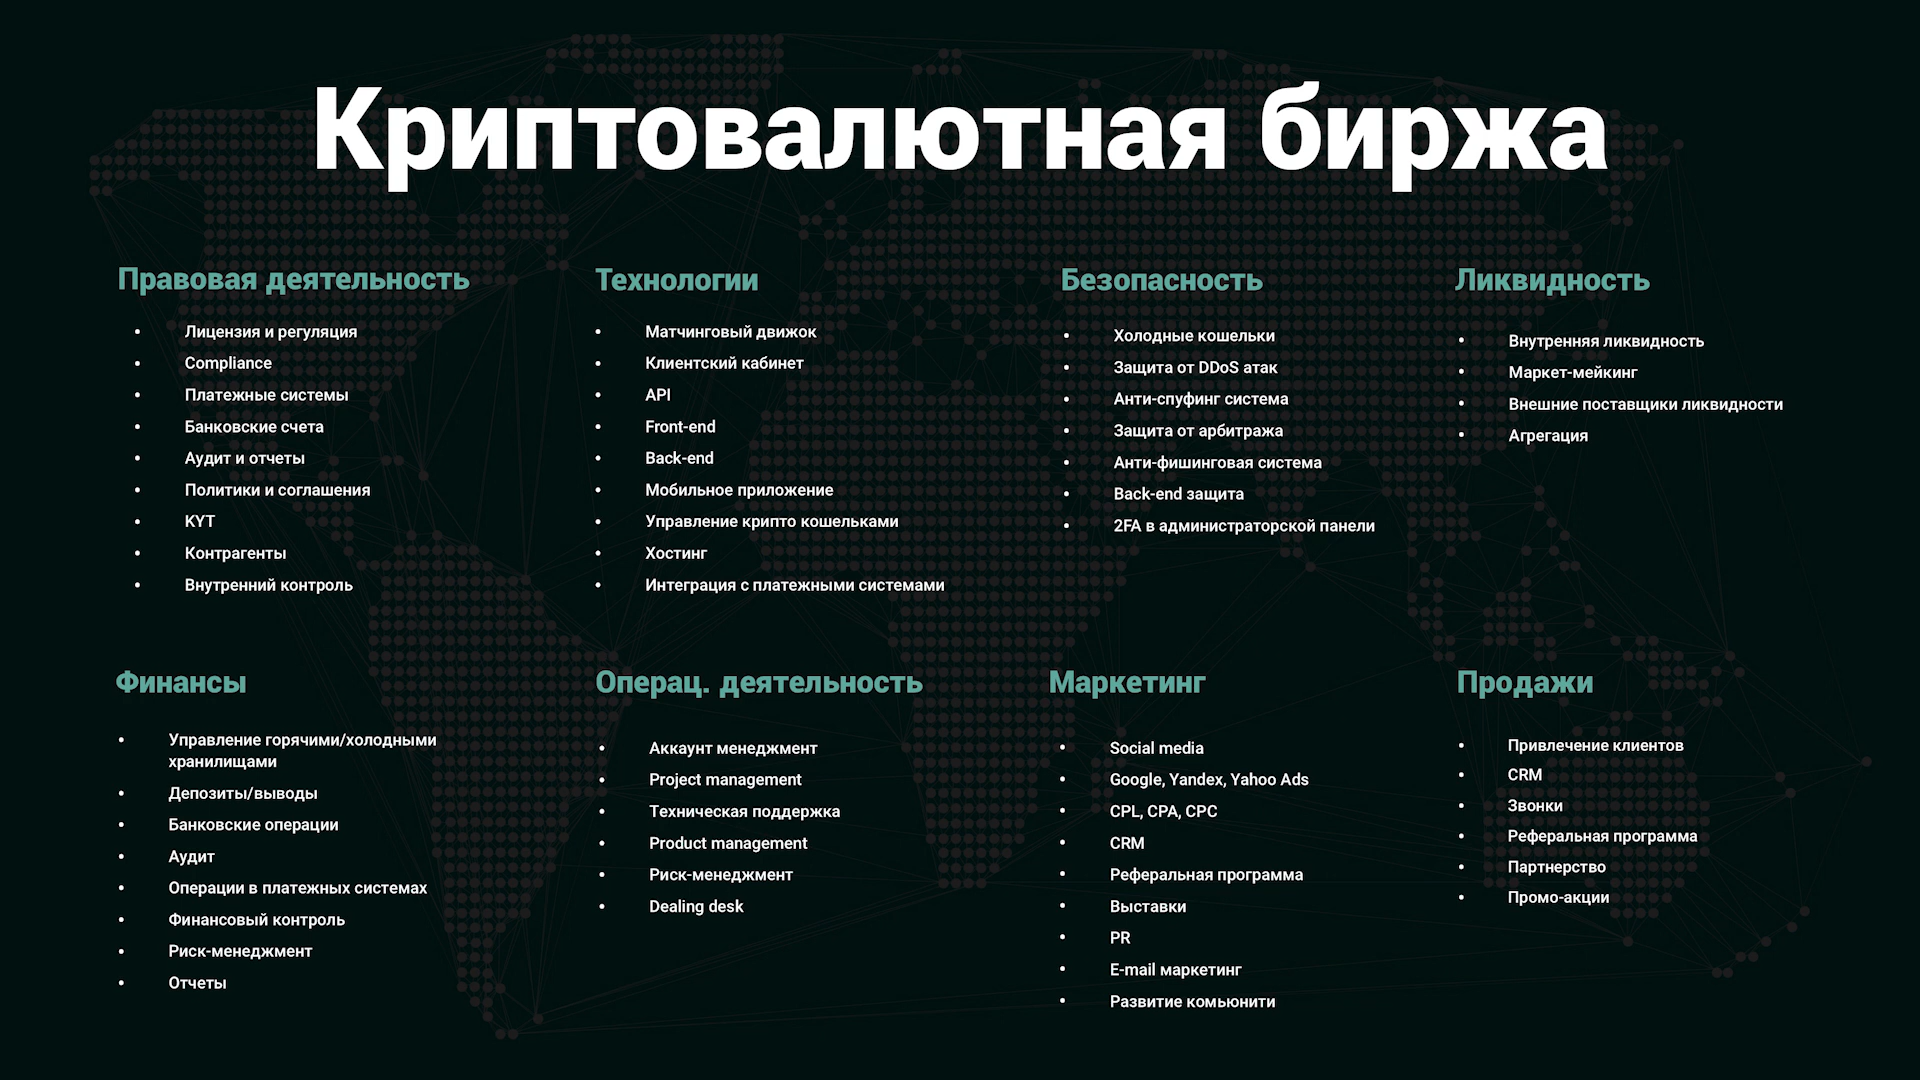 Криптовалютная биржа
Правовая деятельность
• Лицензия и регуляция
• Compliance
• Платежные системы
• Банковские счета
• Аудит и отчеты
• Политики и соглашения
• KYT
• Контрагенты
• Внутренний контроль
Технологии
• Матчинговый движок
• Клиентский кабинет
• API
• Front-end
• Back-end
• Мобильное приложение
• Управление крипто кошельками
• Хостинг
• Интеграция с платежными системами
Безопасность
• Холодные кошельки
• Защита от DDoS атак
• Анти-спуфинг система
• Защита от арбитража
• Анти-фишинговая система
• Back-end защита
• 2FA в администраторской панели
Ликвидность
• Внутренняя ликвидность
• Маркет-мейкинг
• Внешние поставщики ликвидности
• Агрегация
Финансы
• Управление горячими/холодными
хранилищами
• Депозиты/выводы
• Банковские операции
• Аудит
• Операции в платежных системах
• Финансовый контроль
• Риск-менеджмент
• Отчеты
Операц. деятельность
• Аккаунт менеджмент
• Project management
• Техническая поддержка
• Product management
• Риск-менеджмент
• Dealing desk
Маркетинг
• Social media
• Google, Yandex, Yahoo Ads
• CPL, CPA, CPC
• CRM
• Реферальная программа
• Выставки
• PR
• E-mail маркетинг
• Развитие комьюнити
Продажи
• Привлечение клиентов
• CRM
• Звонки
• Реферальная программа
• Партнерство
• Промо-акции